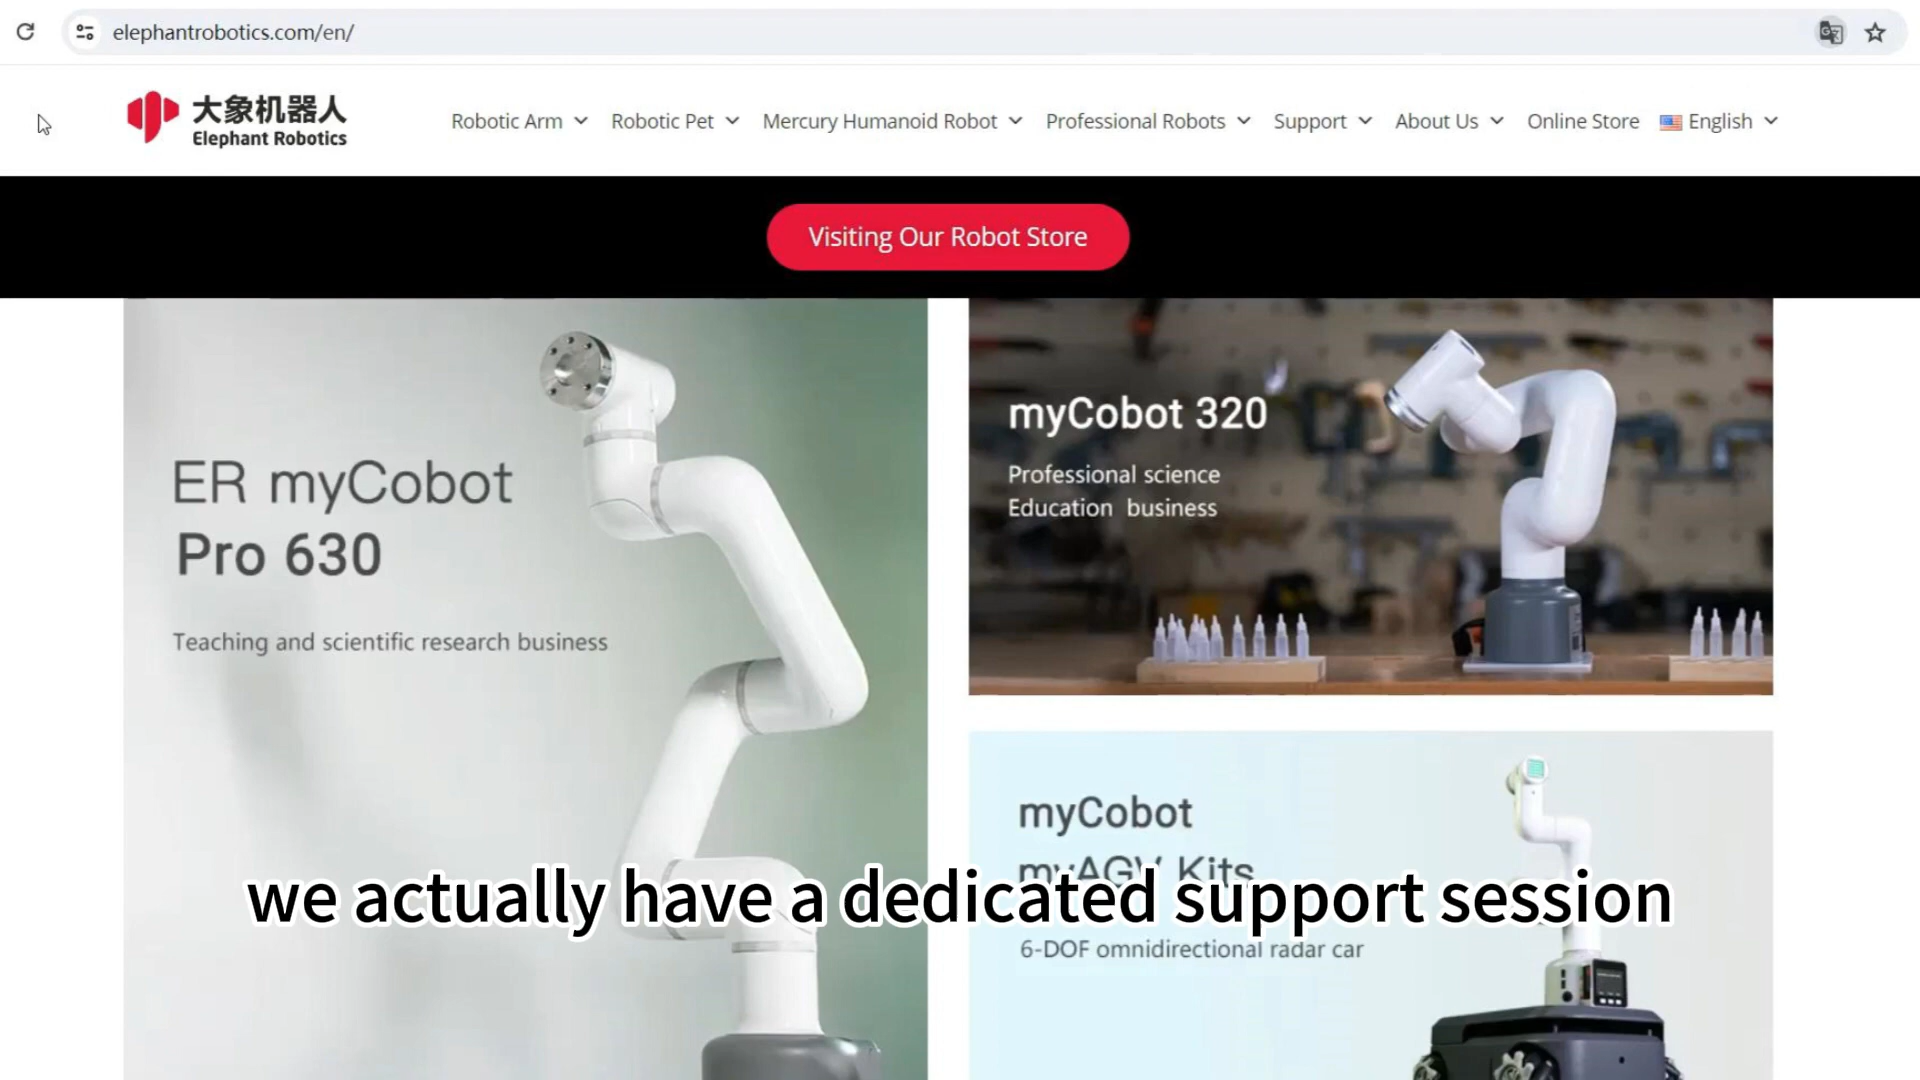 elephantrobotics.com/en/
大象机器人
Elephant Robotics
Robotic Arm
Robotic Pet
Mercury Humanoid Robot
Professional Robots
Support
About Us
Online Store
English
Visiting Our Robot Store
ER myCobot
Pro 630
Teaching and scientific research business
myCobot 320
Professional science
Education business
myCobot
myAGV Kits
we actually have a dedicated support session
6-DOF omnidirectional radar car